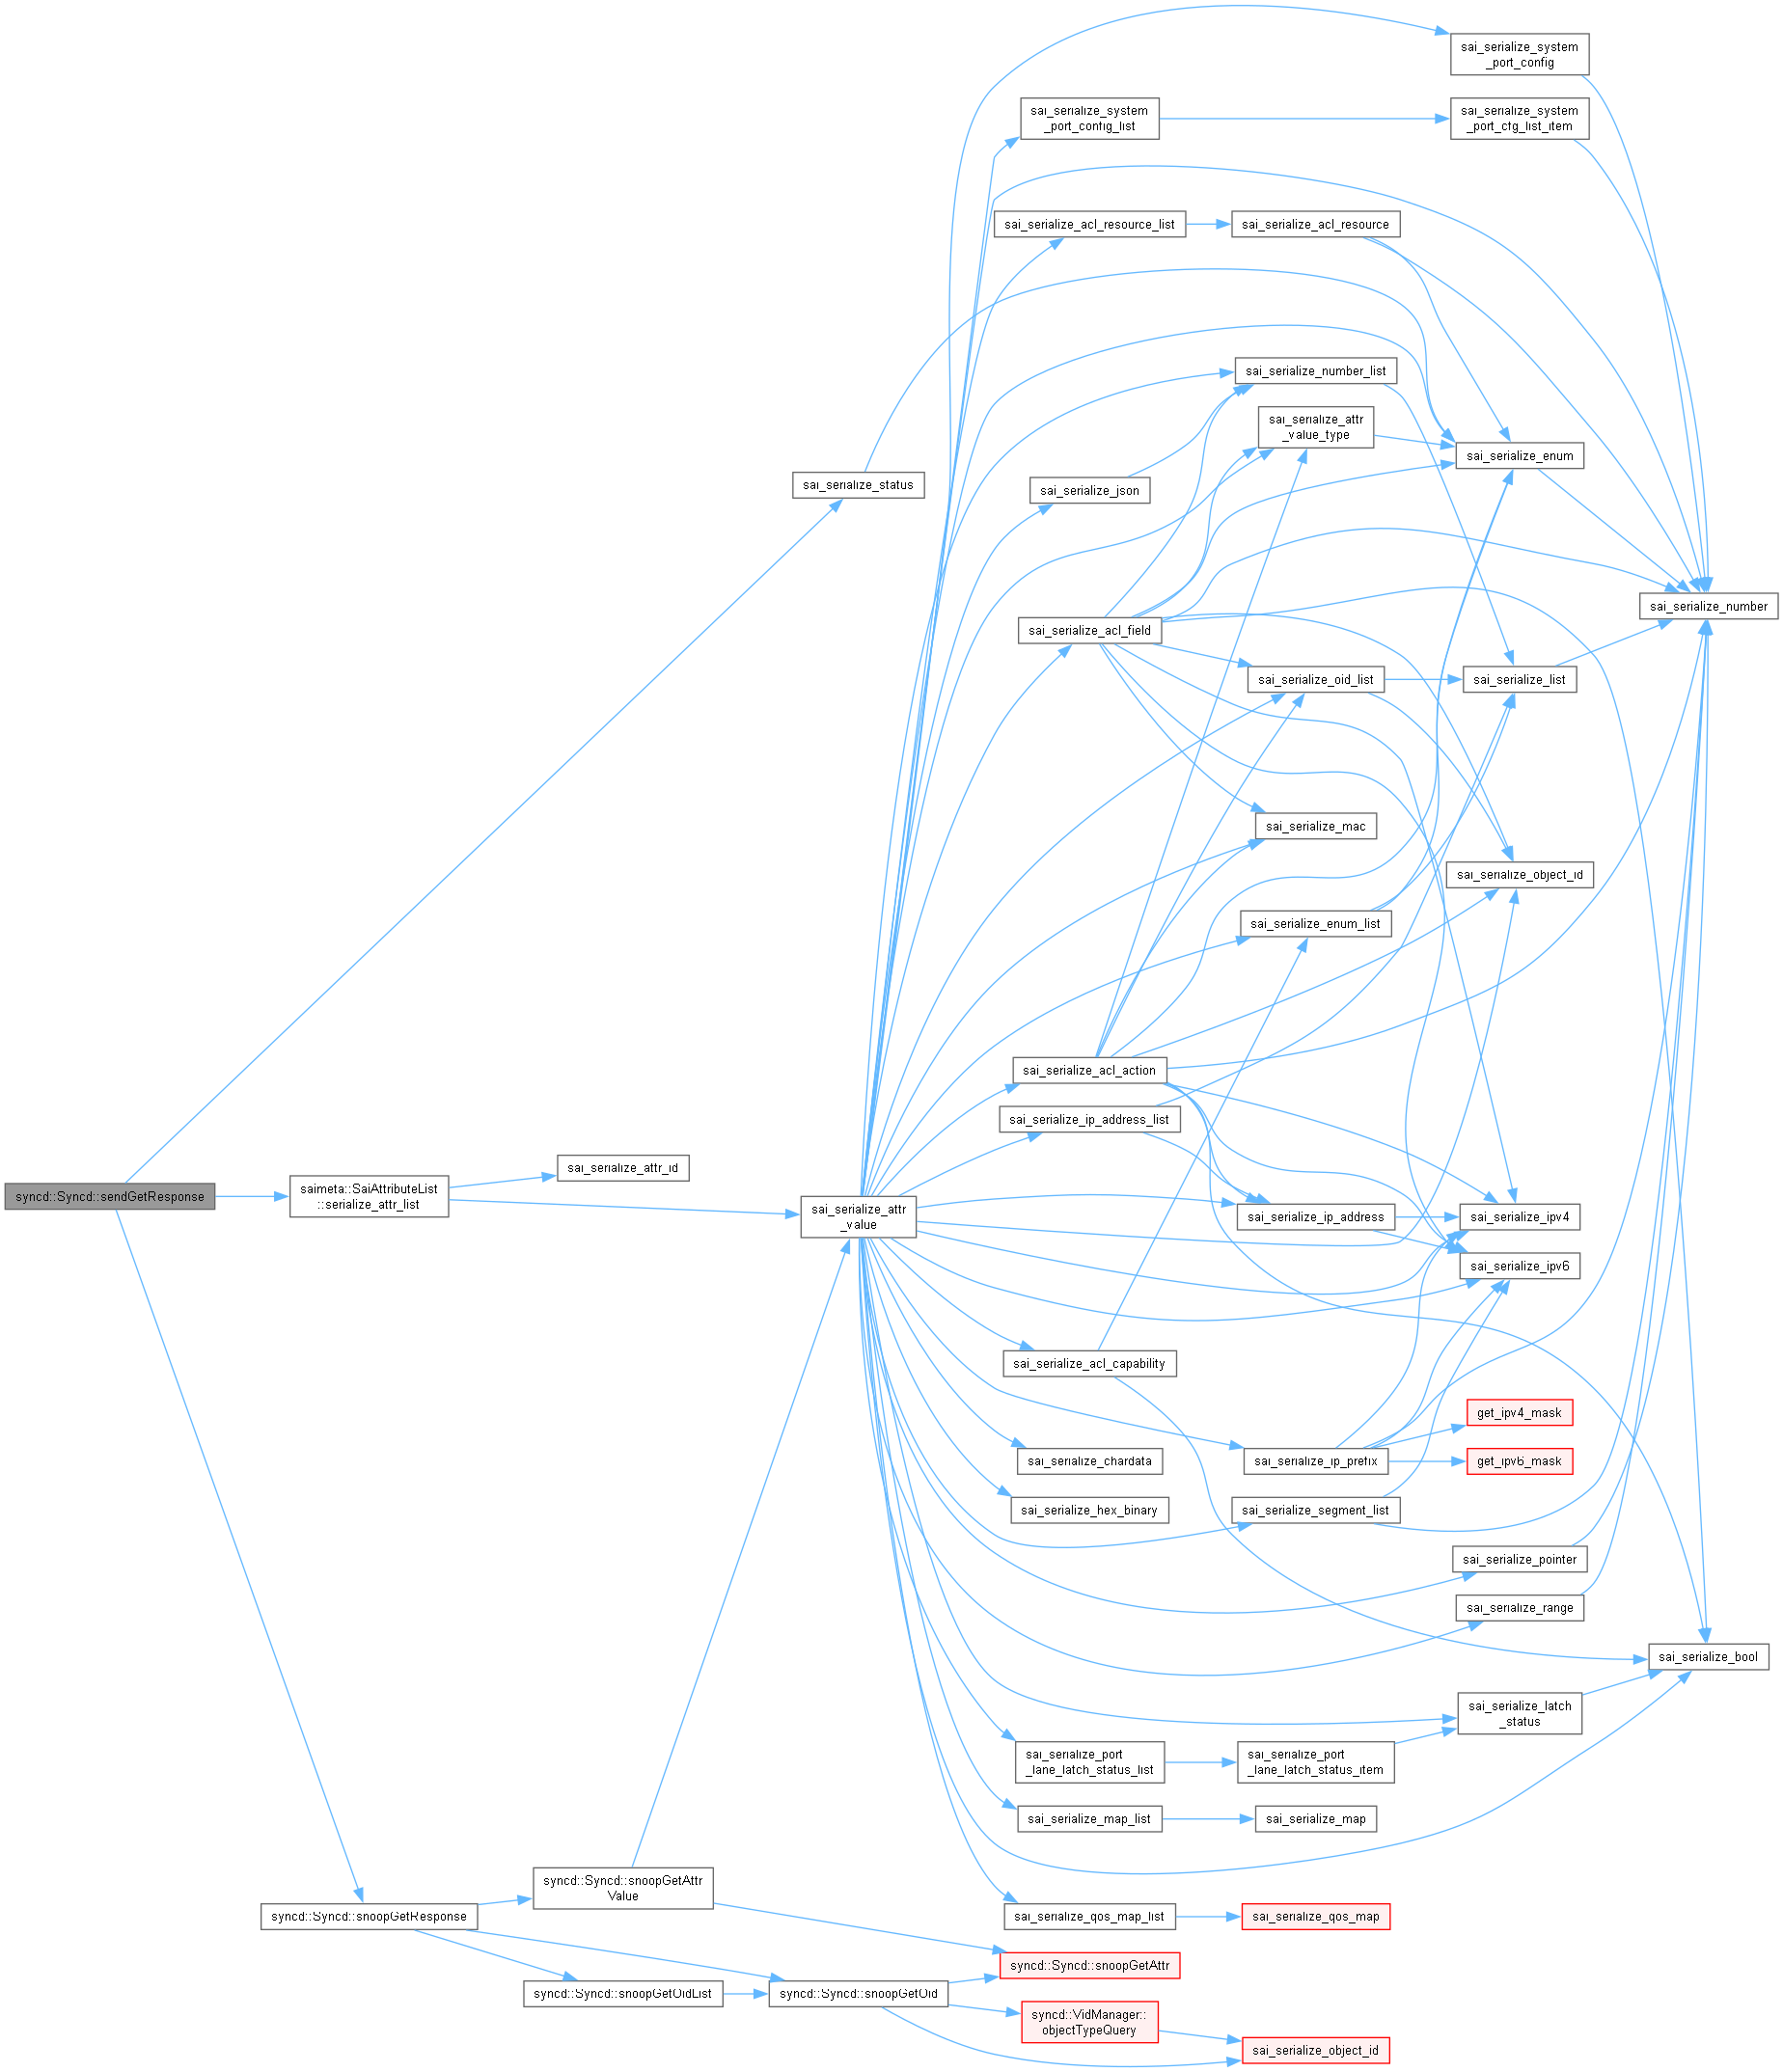 sai_serialize_system
_port_config
sai_serialize_system
_port_config_list
sai_serialize_system
_port_cfg_list_item
sai_serialize_acl_resource_list
sai_serialize_acl_resource
sai_serialize_number_list
sai_serialize_attr
_value_type
sai_serialize_enum
sai_serialize_status
sai_serialize_json
sai_serialize_number
sai_serialize_acl_field
sai_serialize_oid_list
sai_serialize_list
sai_serialize_mac
sai_serialize_object_id
sai_serialize_enum_list
sai_serialize_acl_action
sai_serialize_ip_address_list
sai_serialize_attr_id
syncd::Syncd::sendGetResponse
saimeta::SaiAttributeList
::serialize_attr_list
sai_serialize_attr
_value
sai_serialize_ip_address
sai_serialize_ipv4
sai_serialize_ipv6
sai_serialize_acl_capability
get_ipv4_mask
sai_serialize_chardata
sai_serialize_ip_prefix
get_ipv6_mask
sai_serialize_hex_binary
sai_serialize_segment_list
sai_serialize_pointer
sai_serialize_range
sai_serialize_bool
sai_serialize_latch
_status
sai_serialize_port
_lane_latch_status_list
sai_serialize_port
_lane_latch_status_item
sai_serialize_map_list
sai_serialize_map
syncd::Syncd::snoopGetAttr
Value
syncd::Syncd::snoopGetResponse
sai_serialize_qos_map_list
sai_serialize_qos_map
syncd::Syncd::snoopGetAttr
syncd::Syncd::snoopGetOidList
syncd::Syncd::snoopGetOid
syncd::VidManager::
objectTypeQuery
sai_serialize_object_id